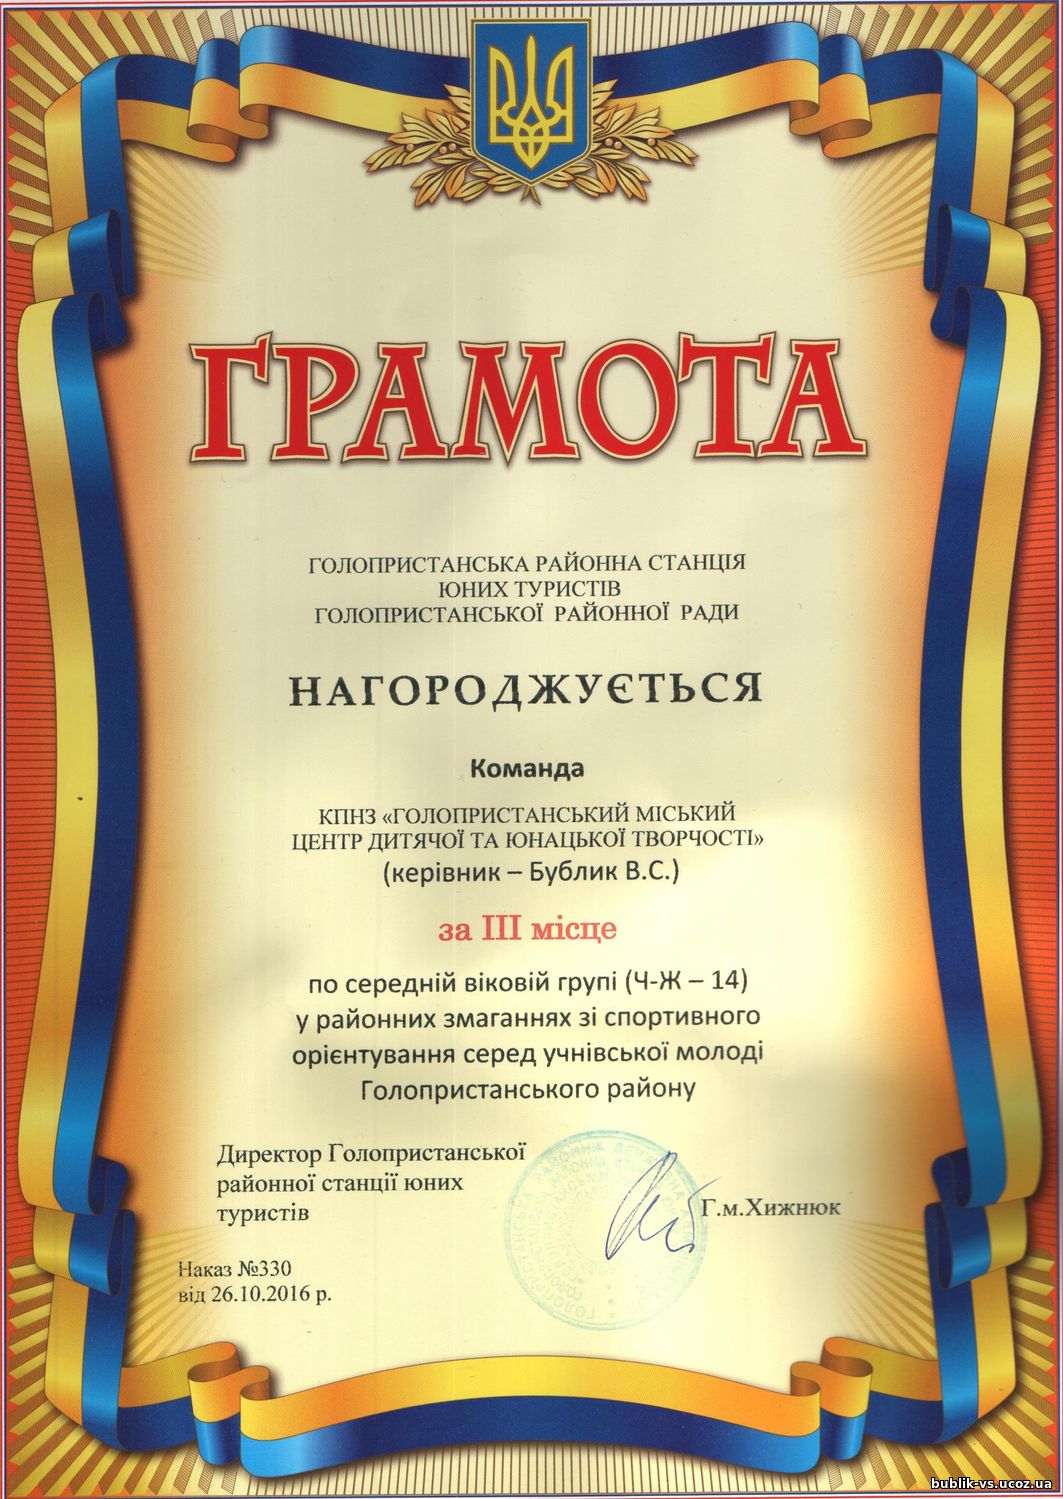 ГРАМОТА
ГОЛОПРИСТАНСЬКА РАЙОННА СТАНЦІЯ
ЮНИХ ТУРИСТІВ
ГОЛОПРИСТАНСЬКОЇ РАЙОННОЇ РАДИ
НАГОРОДЖУЄТЬСЯ
Команда
КПНЗ «ГОЛОПРИСТАНСЬКИЙ МІСЬКИЙ
ЦЕНТР ДИТЯЧОЇ ТА ЮНАЦЬКОЇ ТВОРЧОСТІ»
(керівник – Бублик В.С.)
за III місце
по середній віковій групі (Ч-Ж – 14)
у районних змаганнях зі спортивного
орієнтування серед учнівської молоді
Голопристанського району
Директор Голопристанської
районної станції юних
туристів
Г.м.Хижнюк
Наказ №330
від 26.10.2016 р.
bublik-vs.ucoz.ua